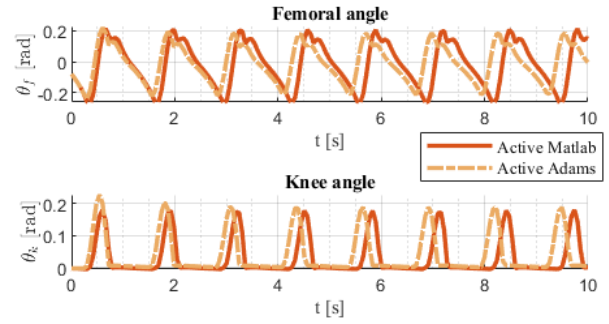 Femoral angle
0.2
0
-0.2
θf [rad]
0 2 4 6 8 10
t [s]
Active Matlab
Active Adams
Knee angle
0.2
0.1
0
θk [rad]
0 2 4 6 8 10
t [s]